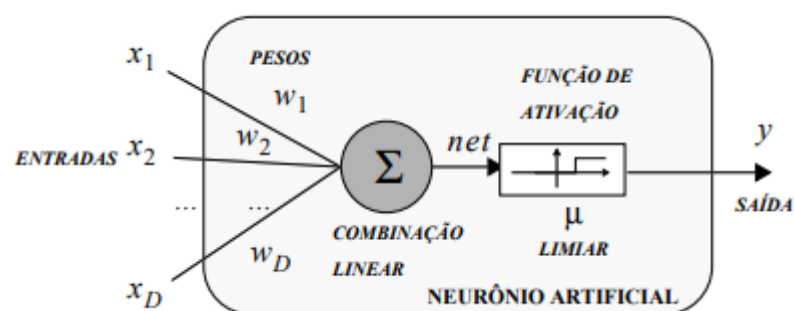 x1
PESOS
w1
FUNÇÃO DE
ATIVAÇÃO
ENTRADAS x2
w2
Σ
net
y
SAÍDA
...
...
COMBINAÇÃO
LINEAR
μ
LIMIAR
wD
xD
NEURÔNIO ARTIFICIAL